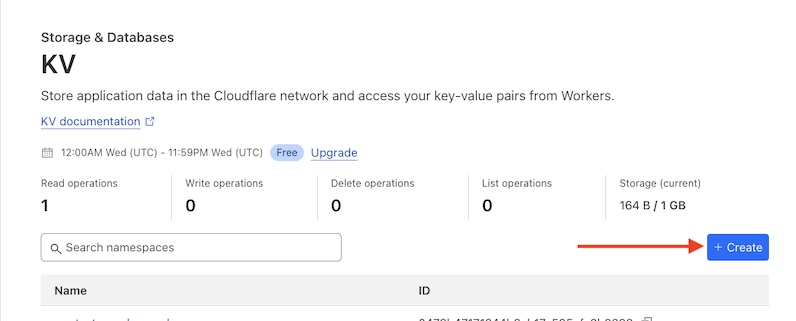 Storage & Databases
KV
Store application data in the Cloudflare network and access your key-value pairs from Workers.
KV documentation
12:00AM Wed (UTC) - 11:59PM Wed (UTC) Free Upgrade
Read operations Write operations Delete operations List operations Storage (current)
1 0 0 0 164 B / 1 GB
Search namespaces + Create
Name ID